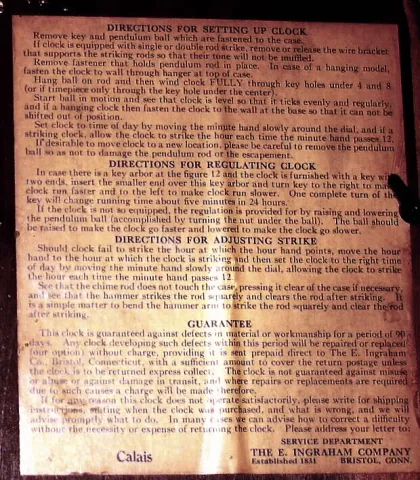 DIRECTIONS FOR SETTING UP CLOCK
Remove key and pendulum ball which are fastened to the case.
If clock is equipped with single or double rod strike, remove or release the wire bracket
that supports the striking rods so that their tone will not be muffled.
Remove fastener that holds pendulum rod in place. In case of a hanging model,
fasten the clock to wall through hanger at top of case.
Hang ball on rod and then wind clock FULLY through key holes under 4 and 8
(or if timepiece only through the key hole under the center).
Start ball in motion and see that clock is level so that it ticks evenly and regularly,
and if a hanging clock then fasten the clock to the wall at the base so that it can not be
shifted out of position.
Set clock to time of day by moving the minute hand slowly around the dial, and if a
striking clock, allow the clock to strike the hour each time the minute hand passes 12.
If desirable to move clock to a new location, please be careful to remove the pendulum
ball so as not to damage the pendulum rod or the escapement.
DIRECTIONS FOR REGULATING CLOCK
In case there is a key arbor at the figure 12 and the clock is furnished with a key with
two ends, insert the smaller end over this key arbor and turn key to the right to make
clock run faster and to the left to make clock run slower. One complete turn of the
key will change running time about five minutes in 24 hours.
If the clock is not so equipped, the regulation is provided for by raising and lowering
the pendulum ball (accomplished by turning the nut under the ball). The ball should
be raised to make the clock go faster and lowered to make the clock go slower.
DIRECTIONS FOR ADJUSTING STRIKE
Should clock fail to strike the hour at which the hour hand points, move the hour
hand to the hour at which the clock is striking and then set the clock to the right time
of day by moving the minute hand slowly around the dial, allowing the clock to strike
the hour each time the minute hand passes 12.
See that the chime rod does not touch the case, pressing it clear of the case if necessary,
and see that the hammer strikes the rod squarely and clears the rod after striking. It
is a simple matter to bend the hammer arm to strike the rod squarely and clear the rod
after striking.
GUARANTEE
This clock is guaranteed against defects in material or workmanship for a period of 90
days. Any clock developing such defects within this period will be repaired or replaced
(our option) without charge, providing it is sent prepaid direct to The E. Ingraham
Co., Bristol, Connecticut, with a sufficient amount to cover the return postage unless
the clock is to be returned express collect. The clock is not guaranteed against misuse
or abuse or against damage in transit, and where repairs or replacements are required
due to such causes a charge will be made therefore.
If for any reason this clock does not operate satisfactorily, please write for shipping
instructions, stating when the clock was purchased, and what is wrong, and we will
advise promptly what to do. In many cases we can advise how to correct a difficulty
without the necessity or expense of returning the clock. Please address your letter to:
SERVICE DEPARTMENT
Calais THE E. INGRAHAM COMPANY
Established 1831 BRISTOL, CONN.